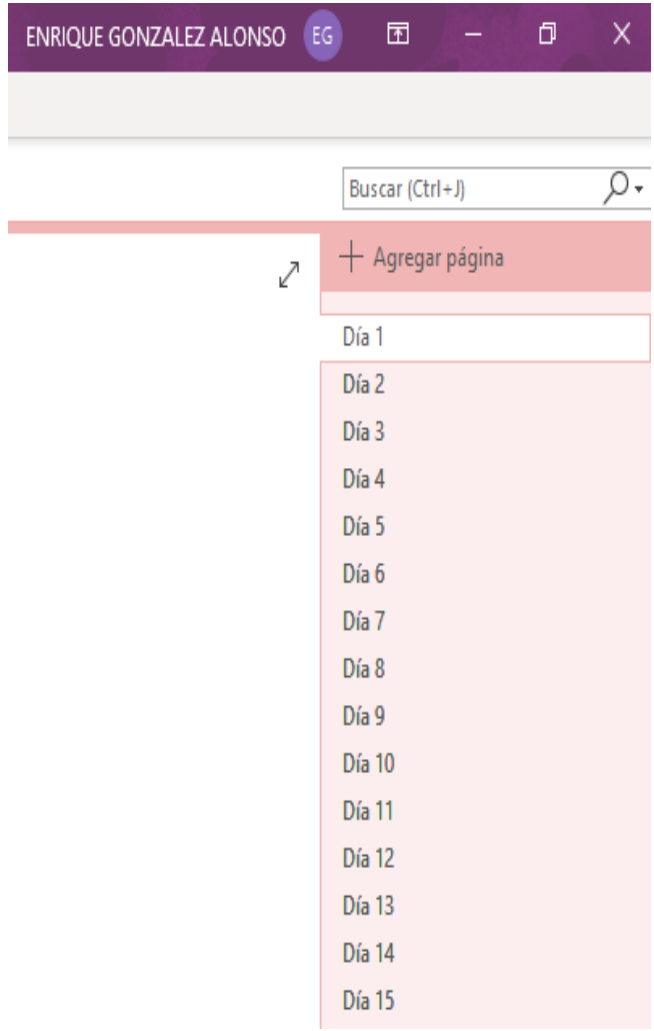 ENRIQUE GONZALEZ ALONSO EG
Buscar (Ctrl+J)
Agregar página
Día 1
Día 2
Día 3
Día 4
Día 5
Día 6
Día 7
Día 8
Día 9
Día 10
Día 11
Día 12
Día 13
Día 14
Día 15